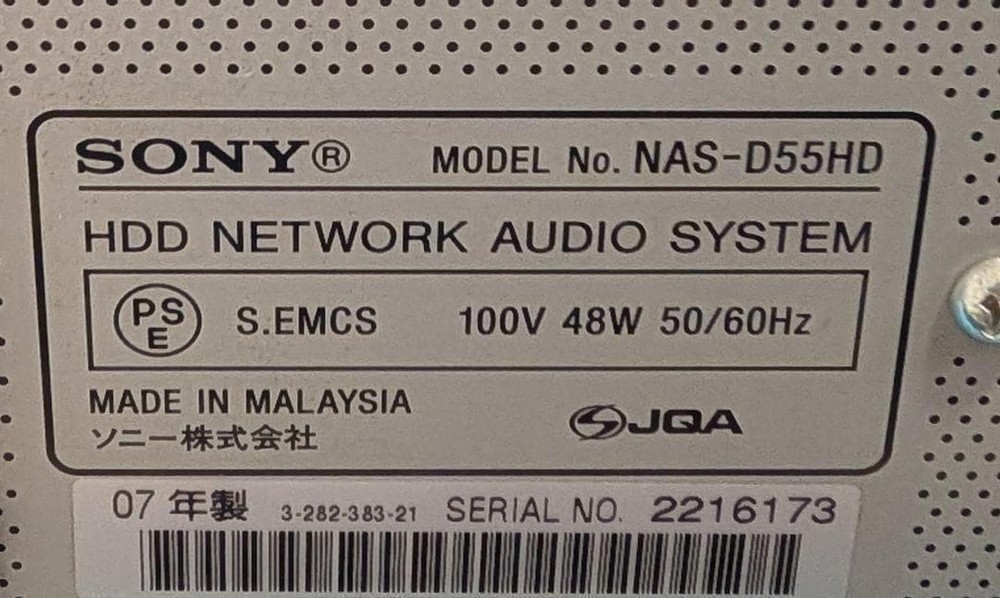 SONY® MODEL No. NAS-D55HD
HDD NETWORK AUDIO SYSTEM
PSE S.EMCS 100V 48W 50/60Hz
MADE IN MALAYSIA
ソニー株式会社 JQA
07 年製 3-282-383-21 SERIAL NO. 2216173